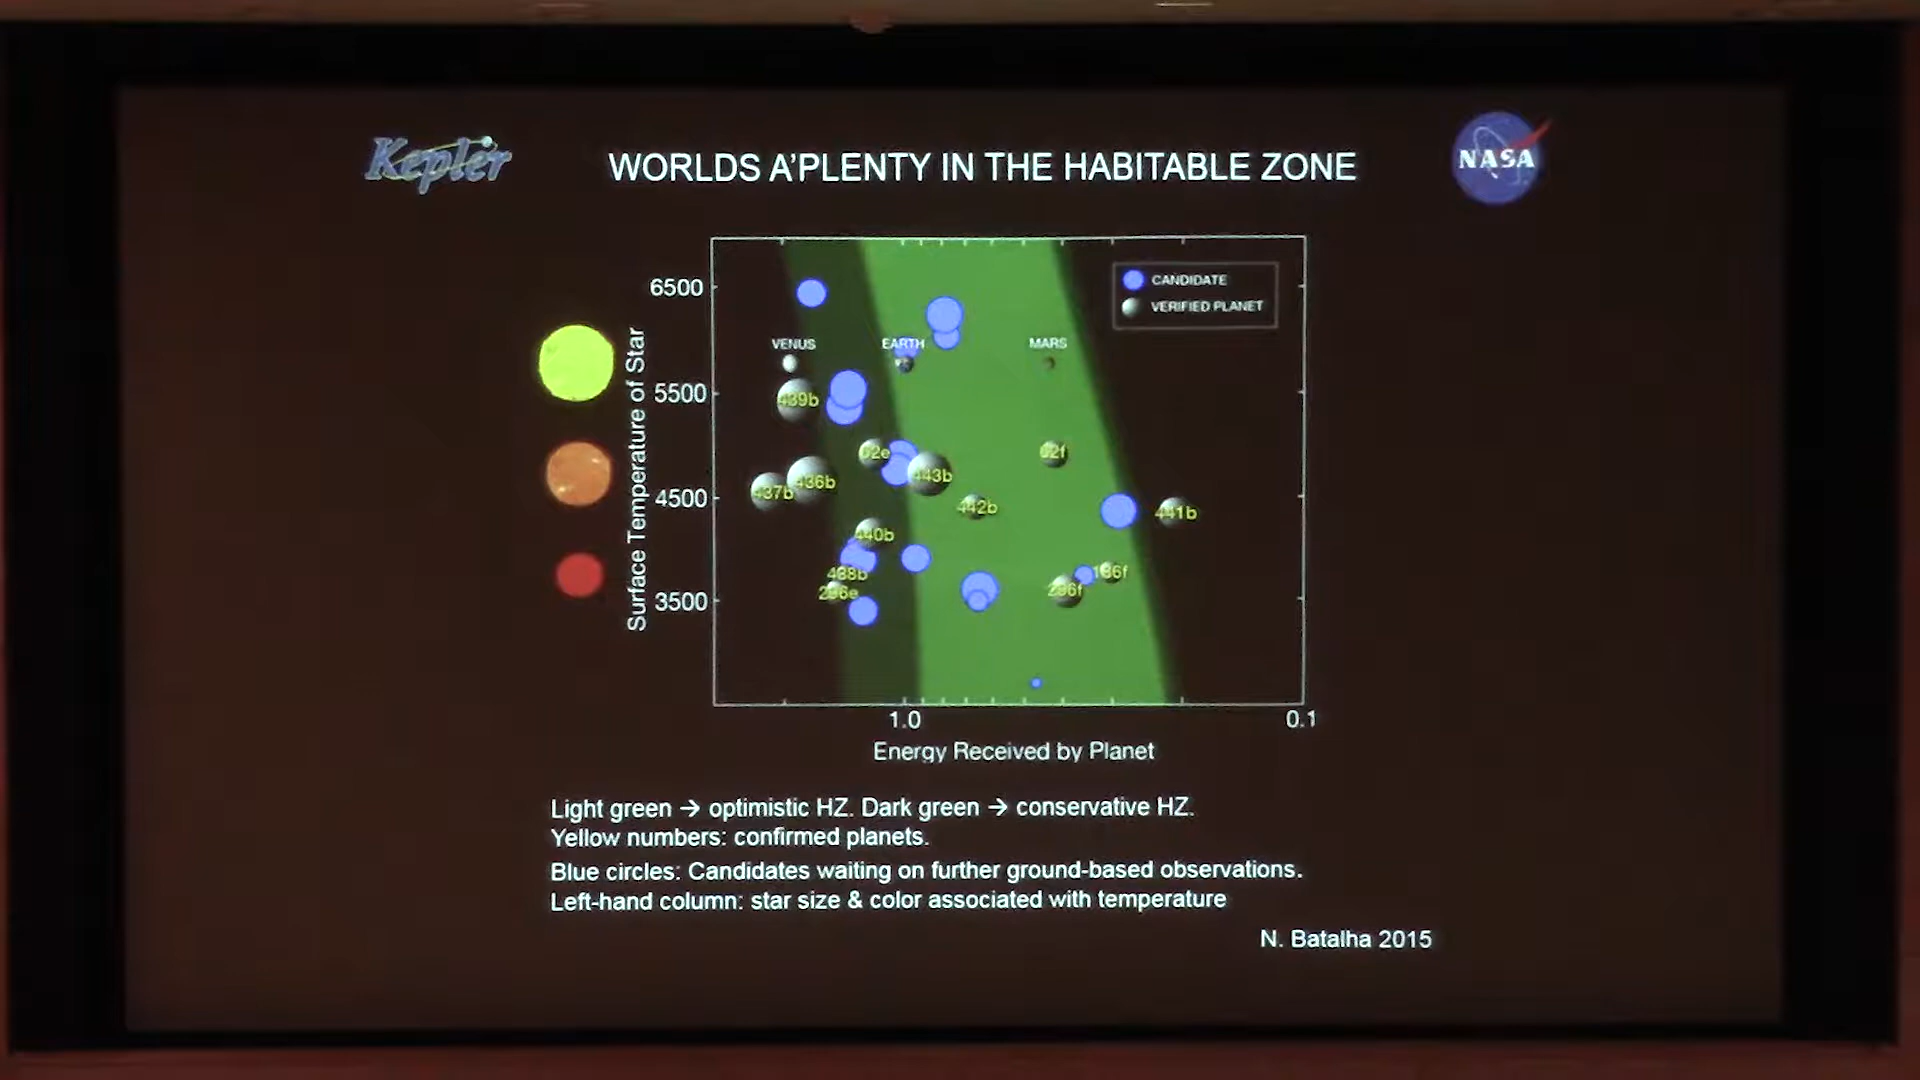 Kepler
WORLDS A'PLENTY IN THE HABITABLE ZONE
NASA
CANDIDATE
VERIFIED PLANET
6500
5500
4500
3500
Surface Temperature of Star
VENUS
EARTH
MARS
439b
62e
443b
62f
437b
436b
442b
441b
440b
438b
296e
296f
186f
1.0
0.1
Energy Received by Planet
Light green → optimistic HZ. Dark green → conservative HZ.
Yellow numbers: confirmed planets.
Blue circles: Candidates waiting on further ground-based observations.
Left-hand column: star size & color associated with temperature
N. Batalha 2015